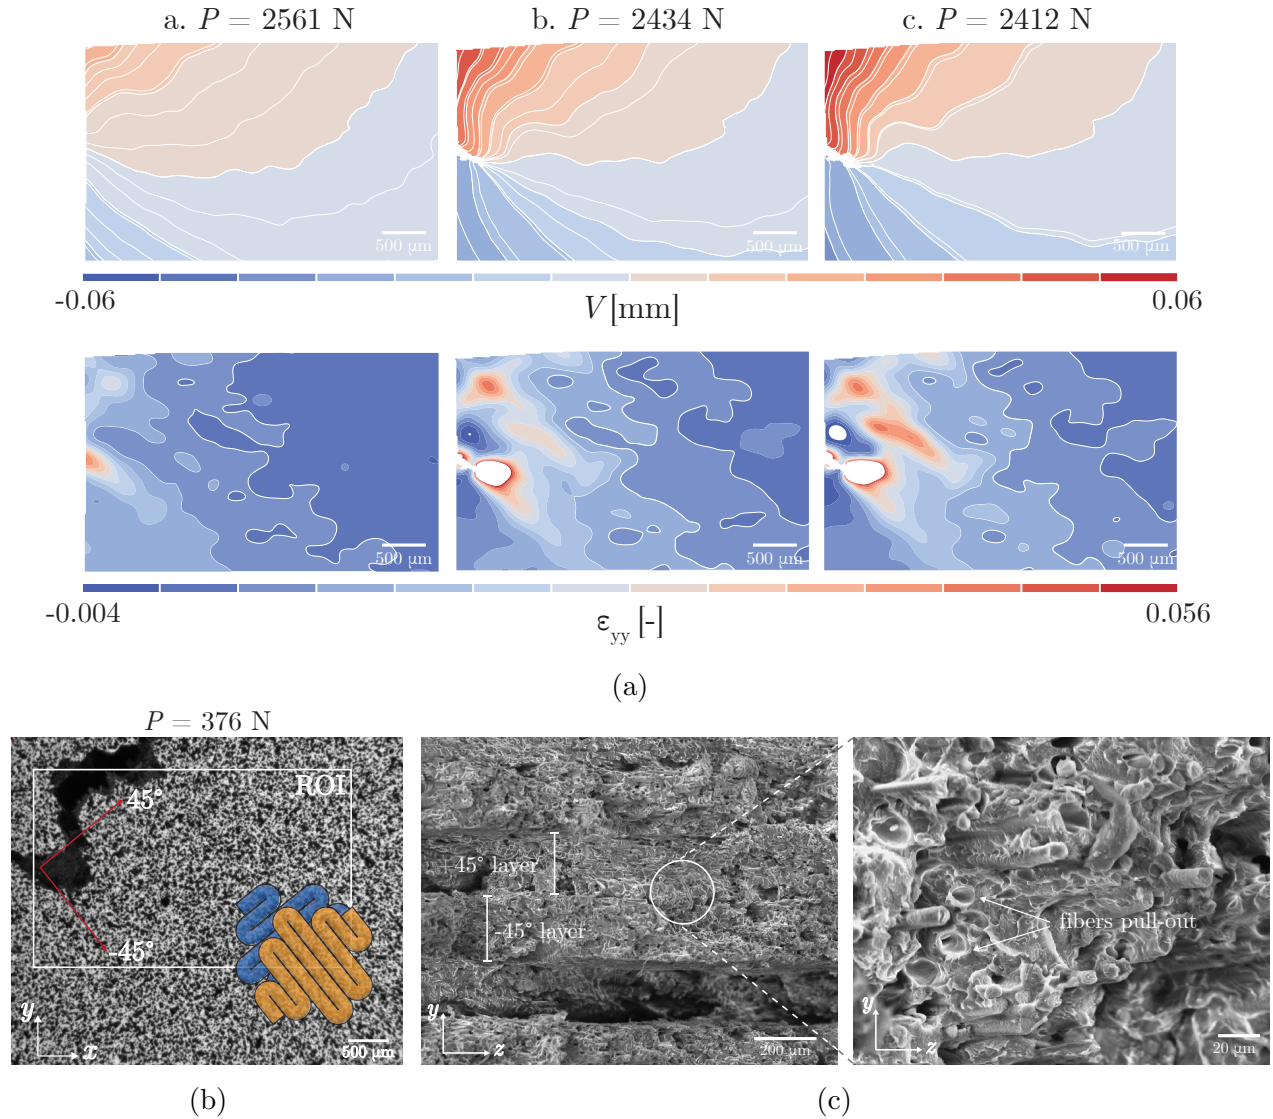 a. P = 2561 N
b. P = 2434 N
c. P = 2412 N
500 µm
500 µm
500 µm
-0.06
V [mm]
0.06
500 µm
500 µm
500 µm
-0.004
εyy [-]
0.056
(a)
P = 376 N
ROI
45°
-45°
y
x
500 µm
(b)
+45° layer
-45° layer
y
z
200 µm
fibers pull-out
y
z
20 µm
(c)